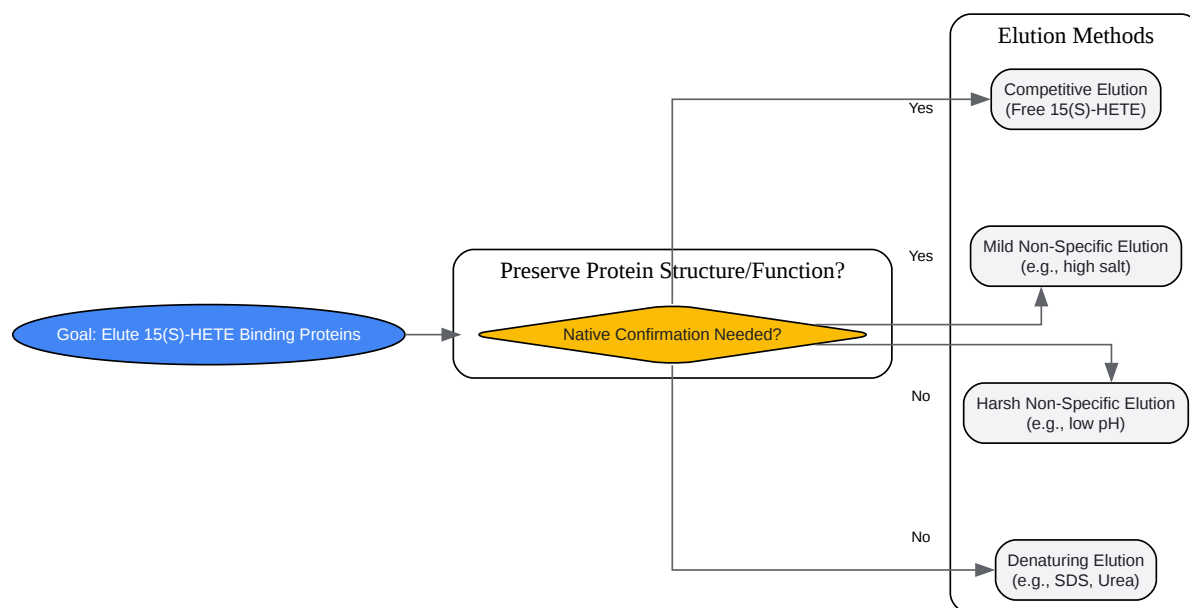 Elution Methods
Competitive Elution
(Free 15(S)-HETE)
Yes
Mild Non-Specific Elution
(e.g., high salt)
Yes
Preserve Protein Structure/Function?
Goal: Elute 15(S)-HETE Binding Proteins
Native Confirmation Needed?
Harsh Non-Specific Elution
(e.g., low pH)
No
No
Denaturing Elution
(e.g., SDS, Urea)